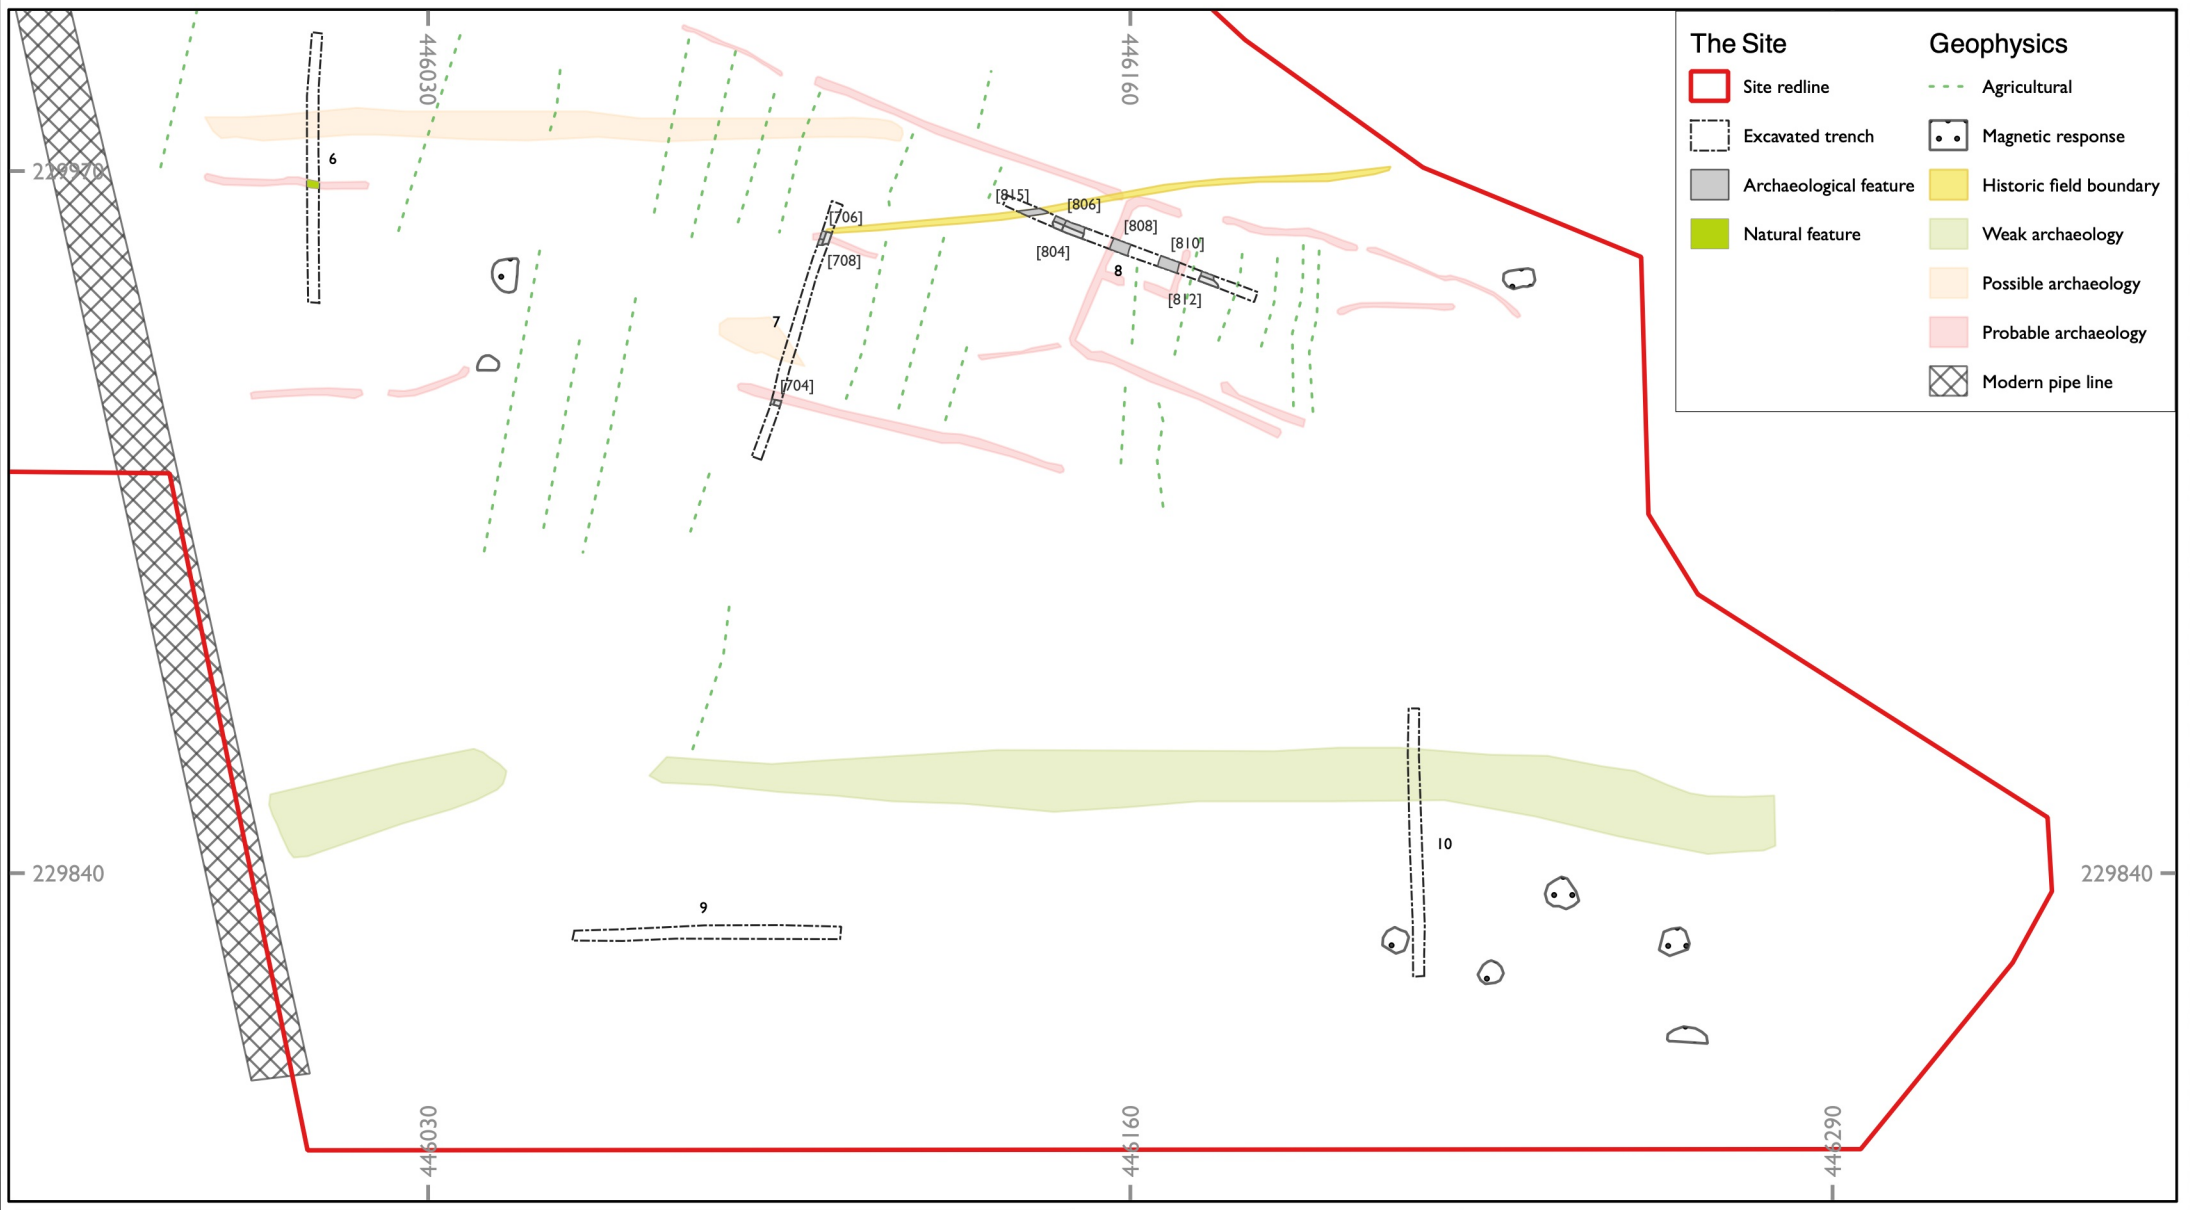 446030
446160
The Site
Geophysics
Site redline
Agricultural
Excavated trench
Magnetic response
Archaeological feature
Historic field boundary
Natural feature
Weak archaeology
Possible archaeology
Probable archaeology
Modern pipe line
229970
6
[815]
[806]
[706]
[808]
[810]
[804]
[708]
8
[812]
7
[704]
10
229840
229840
9
446030
446160
446290